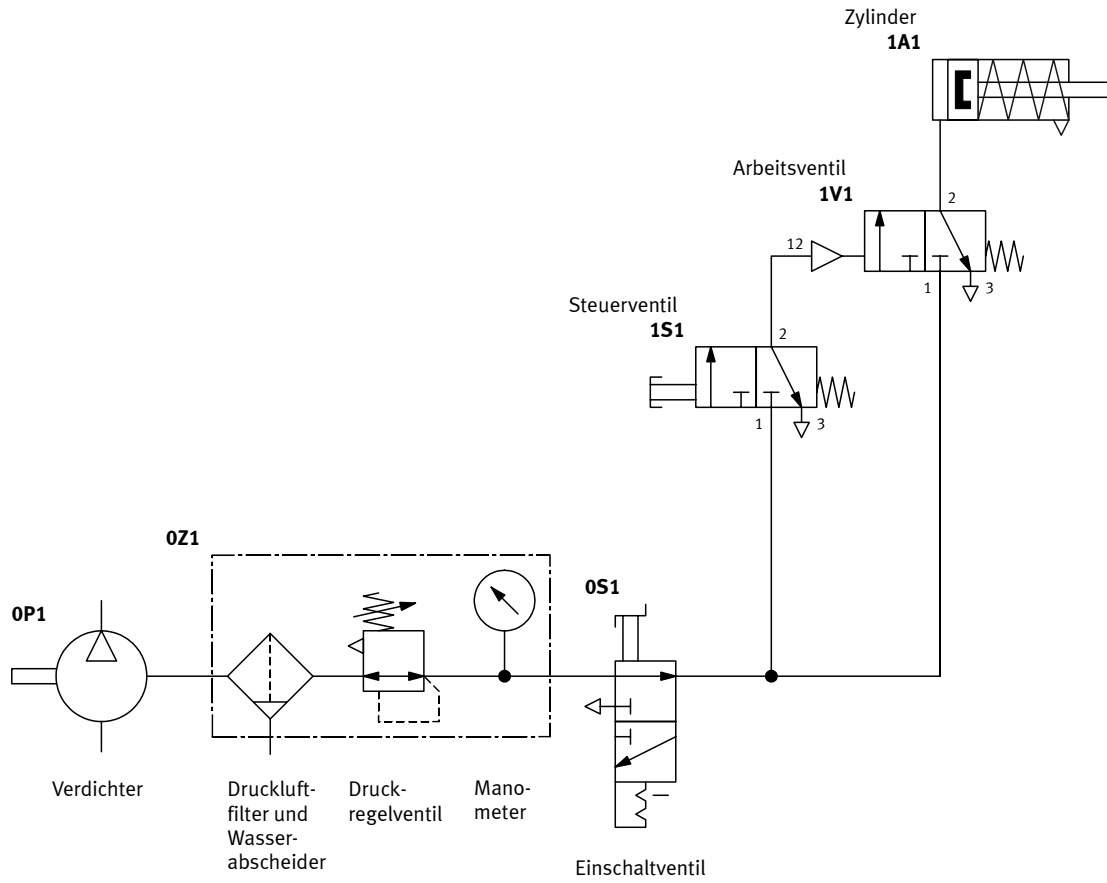 Zylinder
1A1
Arbeitsventil
1V1
2
12
1
3
Steuerventil
1S1
2
1
3
0Z1
0S1
0P1
Verdichter
Druckluft-
filter und
Wasser-
abscheider
Druck-
regelventil
Mano-
meter
Einschaltventil